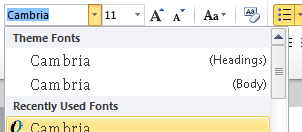 Cambria 11 A A Aa
Theme Fonts
Cambria (Headings)
Cambria (Body)
Recently Used Fonts
Cambria